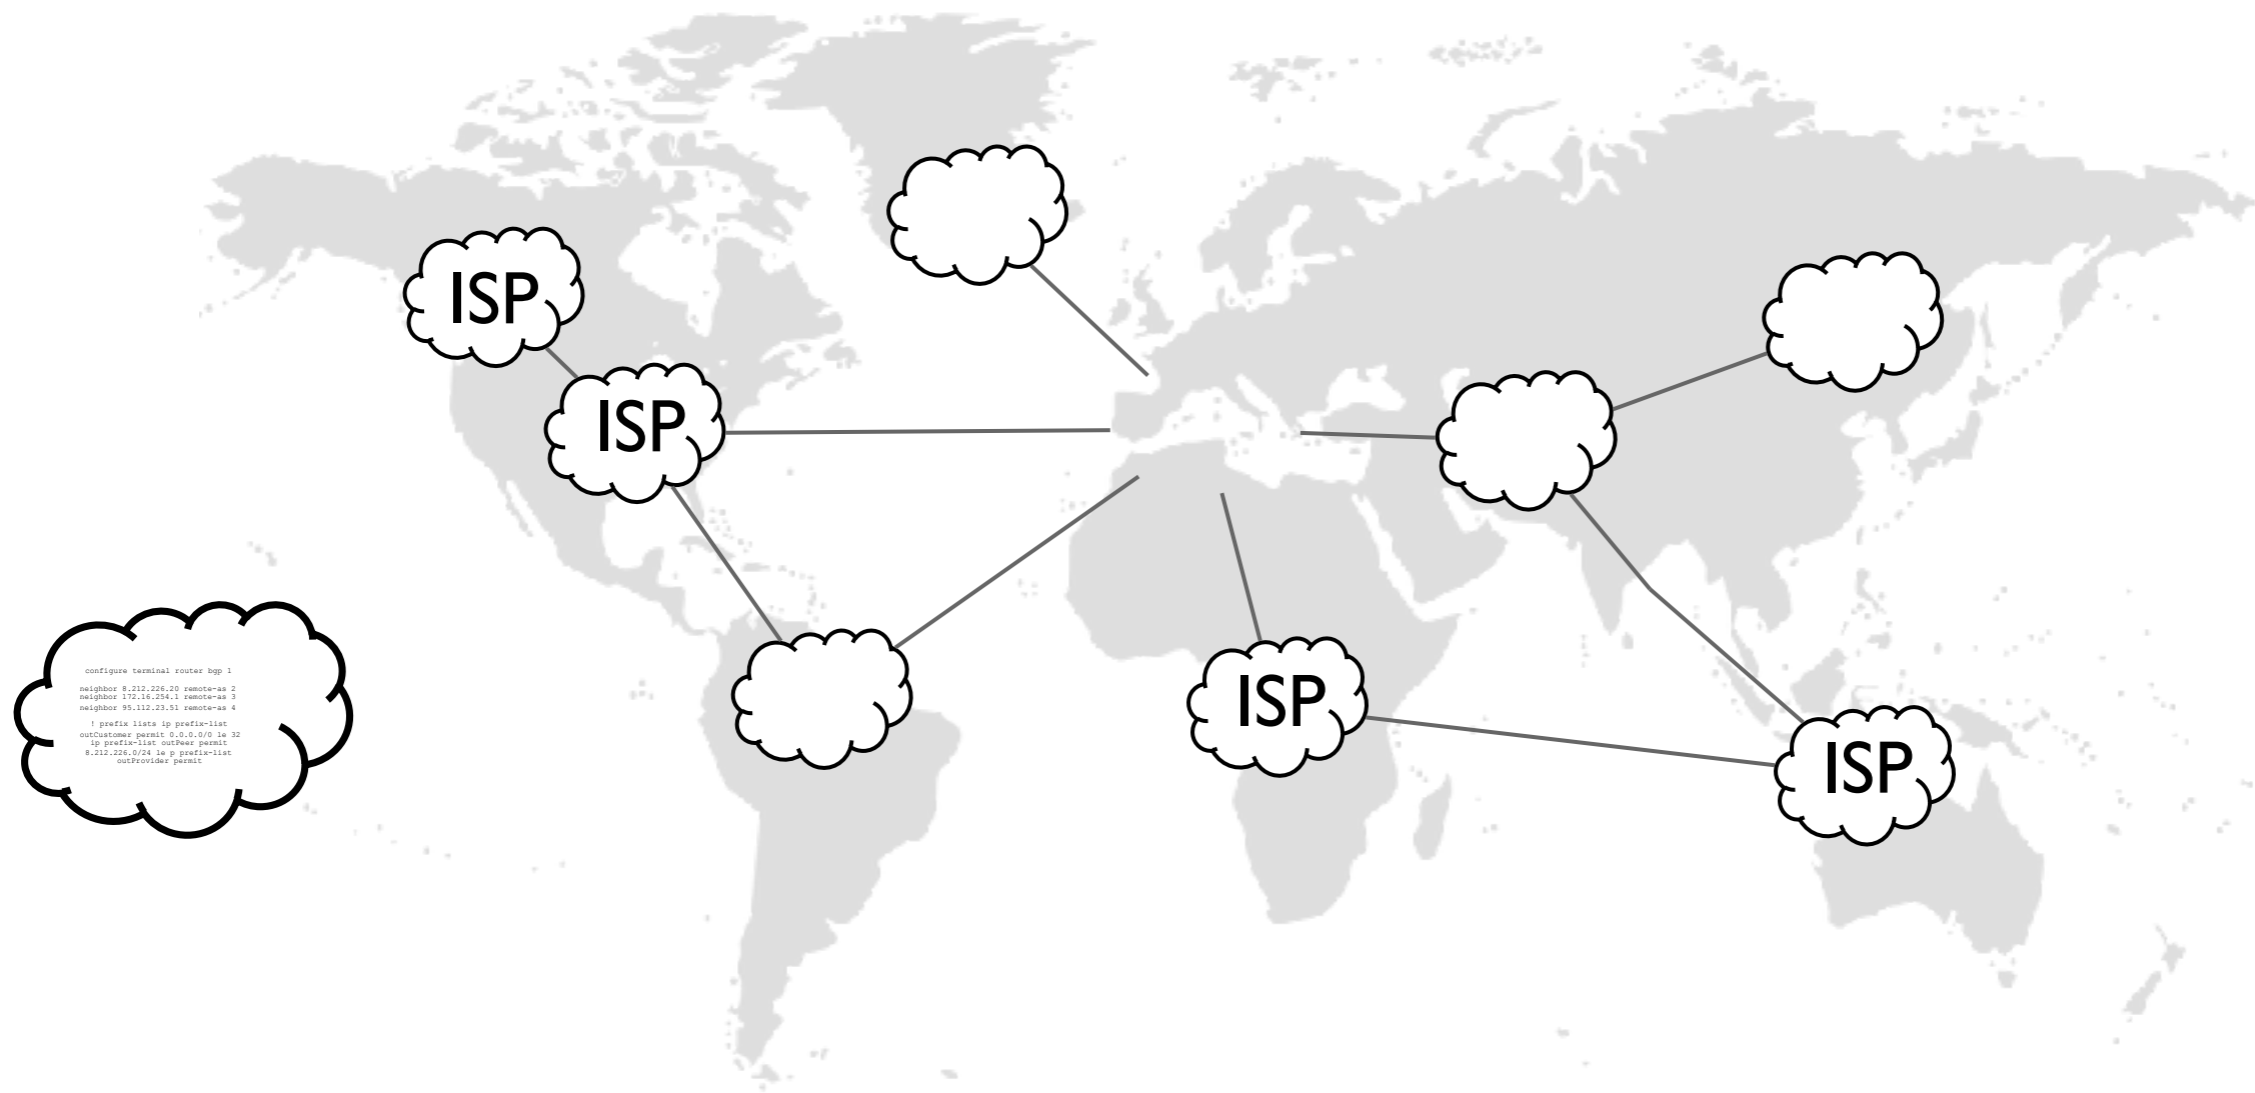 ISP
ISP
configure terminal router bgp 1
neighbor 8.212.226.20 remote-as 2
neighbor 172.16.254.1 remote-as 3
neighbor 95.112.23.51 remote-as 4
! prefix lists ip prefix-list
outCustomer permit 0.0.0.0/0 le 32
ip prefix-list outPeer permit
8.212.226.0/24 le p prefix-list
outProvider permit
ISP
ISP